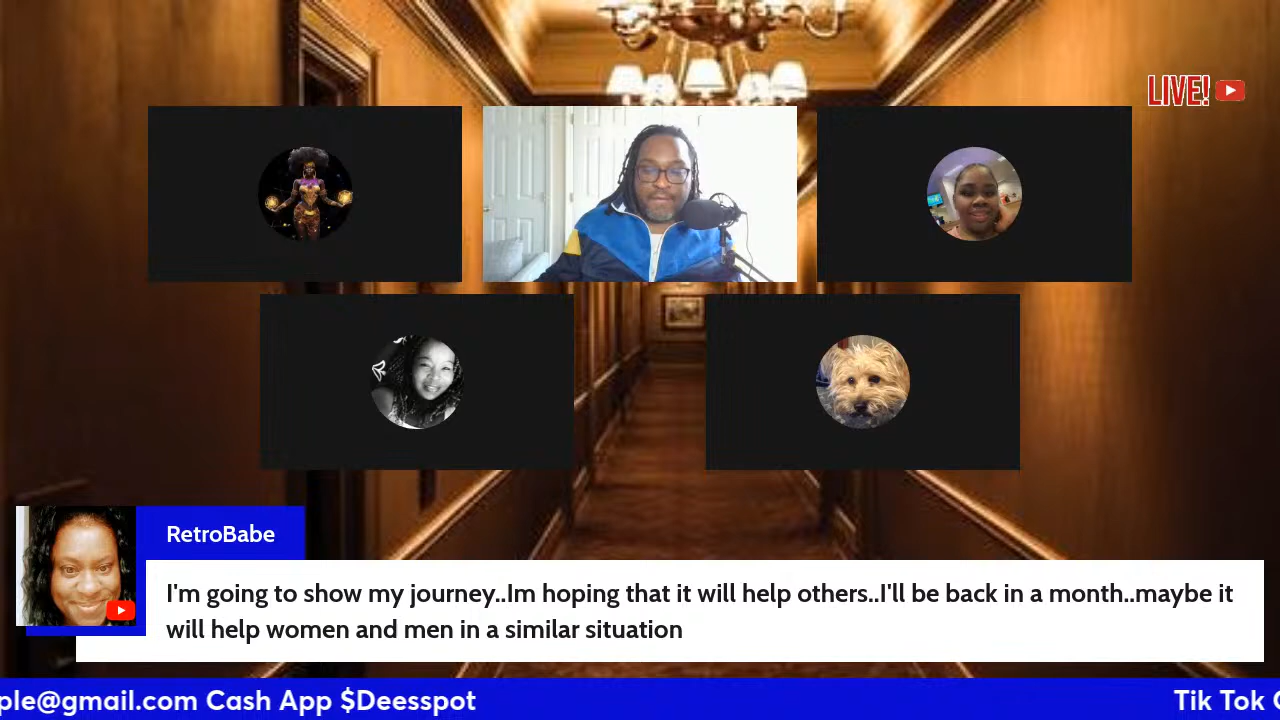 LIVE!
RetroBabe
I'm going to show my journey..Im hoping that it will help others..I'll be back in a month..maybe it
will help women and men in a similar situation
ple@gmail.com Cash App $Deesspot
Tik Tok